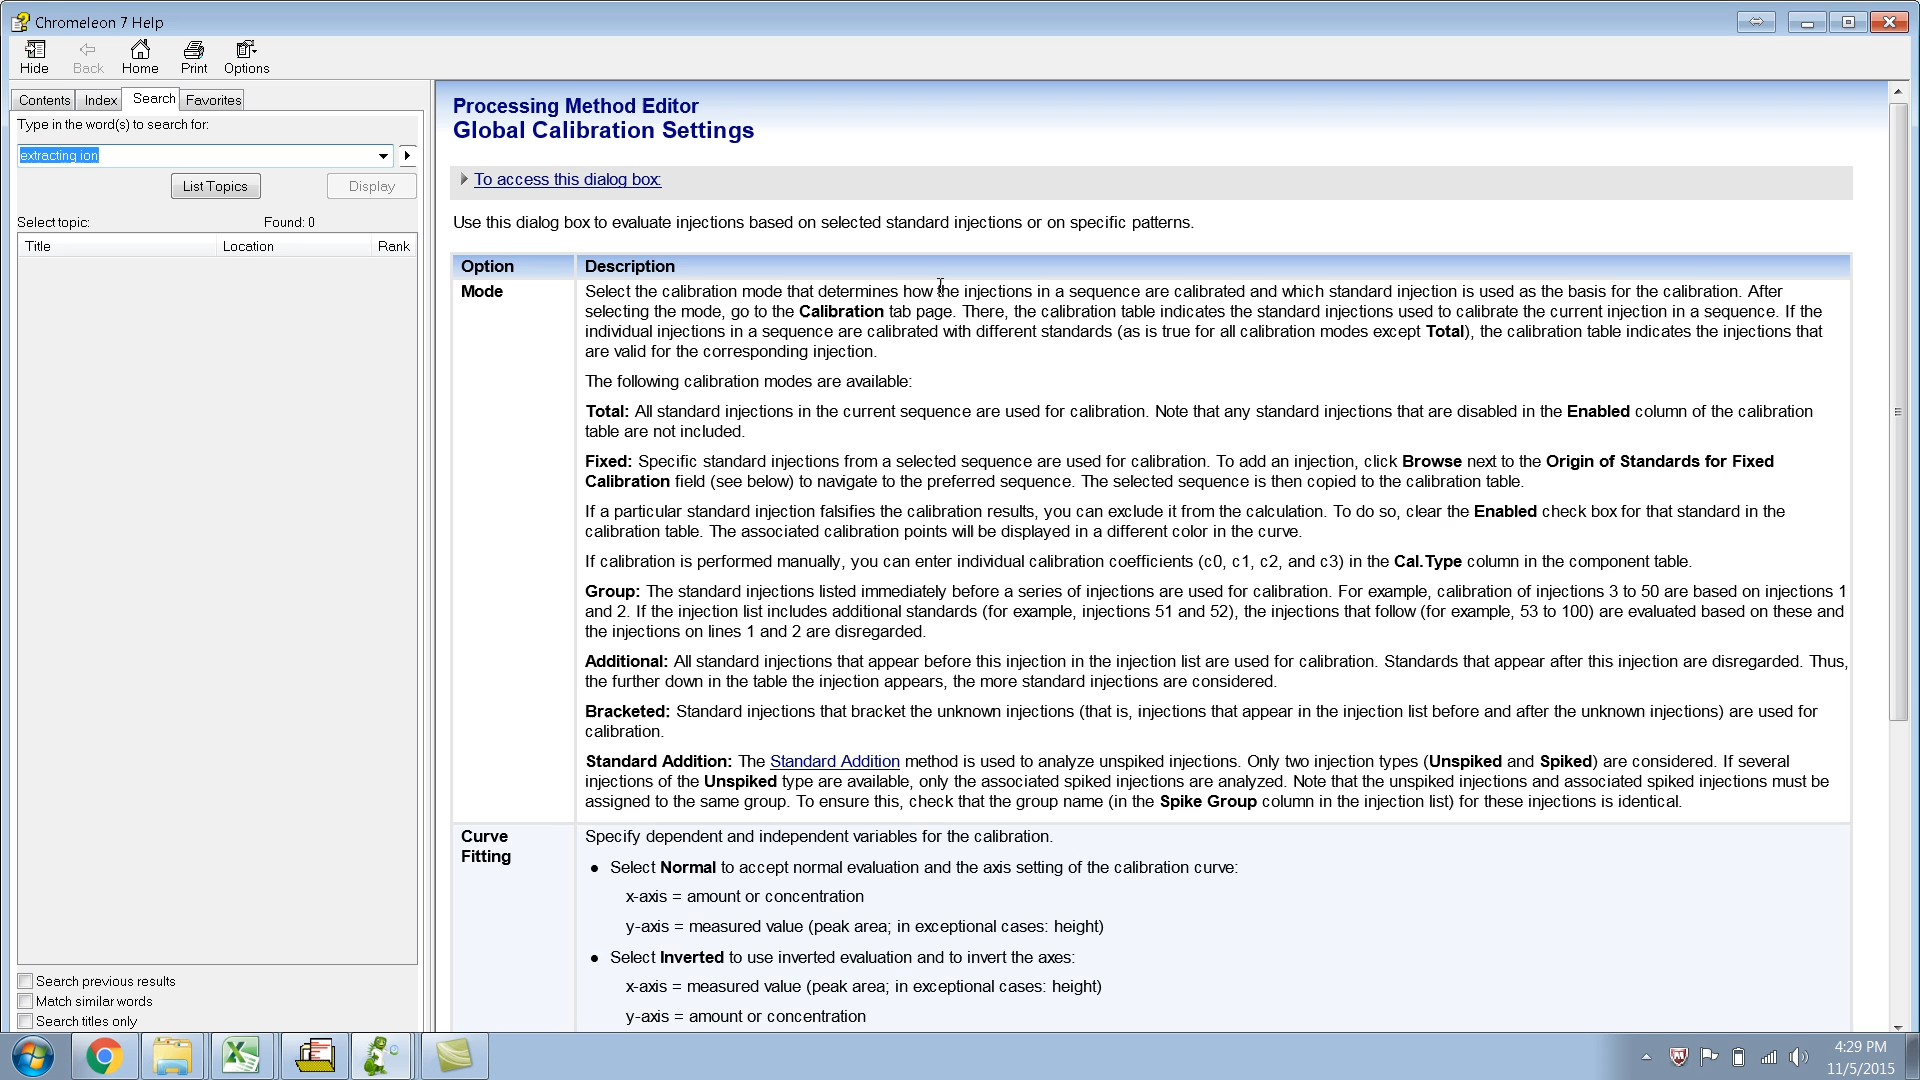 Chromeleon 7 Help
Hide Back Home Print Options
Contents Index Search Favorites
Type in the word(s) to search for:
extracting ion
List Topics Display
Select topic: Found: 0
Title Location Rank
Search previous results
Match similar words
Search titles only
Processing Method Editor
Global Calibration Settings
To access this dialog box:
Use this dialog box to evaluate injections based on selected standard injections or on specific patterns.
Option Description
Mode Select the calibration mode that determines how the injections in a sequence are calibrated and which standard injection is used as the basis for the calibration. After
selecting the mode, go to the Calibration tab page. There, the calibration table indicates the standard injections used to calibrate the current injection in a sequence. If the
individual injections in a sequence are calibrated with different standards (as is true for all calibration modes except Total), the calibration table indicates the injections that
are valid for the corresponding injection.
The following calibration modes are available:
Total: All standard injections in the current sequence are used for calibration. Note that any standard injections that are disabled in the Enabled column of the calibration
table are not included.
Fixed: Specific standard injections from a selected sequence are used for calibration. To add an injection, click Browse next to the Origin of Standards for Fixed
Calibration field (see below) to navigate to the preferred sequence. The selected sequence is then copied to the calibration table.
If a particular standard injection falsifies the calibration results, you can exclude it from the calculation. To do so, clear the Enabled check box for that standard in the
calibration table. The associated calibration points will be displayed in a different color in the curve.
If calibration is performed manually, you can enter individual calibration coefficients (c0, c1, c2, and c3) in the Cal.Type column in the component table.
Group: The standard injections listed immediately before a series of injections are used for calibration. For example, calibration of injections 3 to 50 are based on injections 1
and 2. If the injection list includes additional standards (for example, injections 51 and 52), the injections that follow (for example, 53 to 100) are evaluated based on these and
the injections on lines 1 and 2 are disregarded.
Additional: All standard injections that appear before this injection in the injection list are used for calibration. Standards that appear after this injection are disregarded. Thus,
the further down in the table the injection appears, the more standard injections are considered.
Bracketed: Standard injections that bracket the unknown injections (that is, injections that appear in the injection list before and after the unknown injections) are used for
calibration.
Standard Addition: The Standard Addition method is used to analyze unspiked injections. Only two injection types (Unspiked and Spiked) are considered. If several
injections of the Unspiked type are available, only the associated spiked injections are analyzed. Note that the unspiked injections and associated spiked injections must be
assigned to the same group. To ensure this, check that the group name (in the Spike Group column in the injection list) for these injections is identical.
Curve Specify dependent and independent variables for the calibration.
Fitting
• Select Normal to accept normal evaluation and the axis setting of the calibration curve:
x-axis = amount or concentration
y-axis = measured value (peak area; in exceptional cases: height)
• Select Inverted to use inverted evaluation and to invert the axes:
x-axis = measured value (peak area; in exceptional cases: height)
y-axis = amount or concentration
4:29 PM
11/5/2015